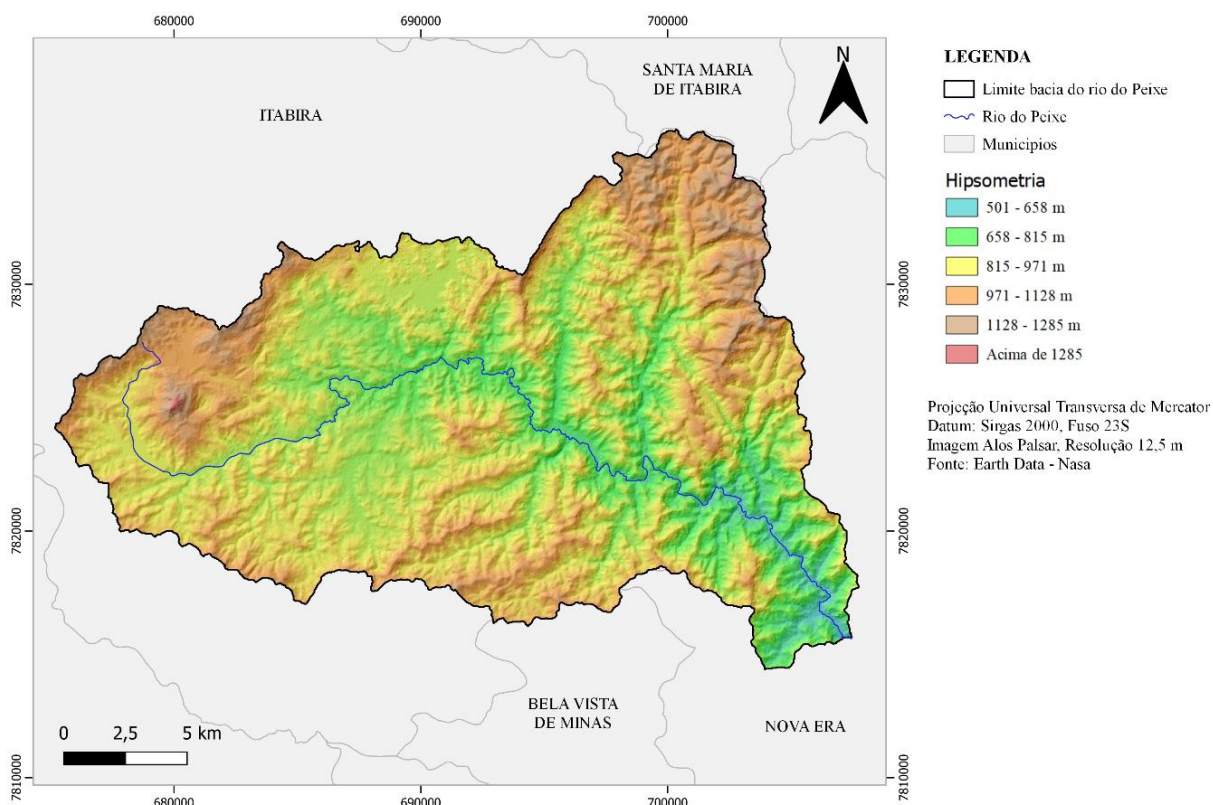 680000
690000
700000
N
SANTA MARIA
DE ITABIRA
ITABIRA
7830000
7830000
7820000
7820000
BELA VISTA
DE MINAS
NOVA ERA
0
2,5
5 km
7810000
7810000
680000
690000
700000
LEGENDA
Limite bacia do rio do Peixe
Rio do Peixe
Municipios
Hipsometria
501 - 658 m
658 - 815 m
815 - 971 m
971 - 1128 m
1128 - 1285 m
Acima de 1285
Projeção Universal Transversa de Mercator
Datum: Sirgas 2000, Fuso 23S
Imagem Alos Palsar, Resolução 12,5 m
Fonte: Earth Data - Nasa